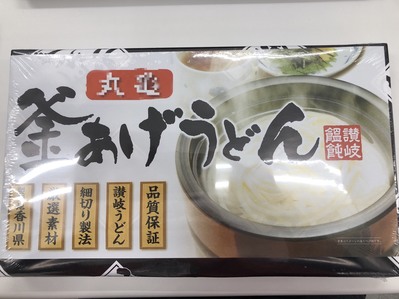 丸亀
釜あげうどん
讃岐
饂飩
品質保証
讃岐うどん
細切り製法
厳選素材
香川県